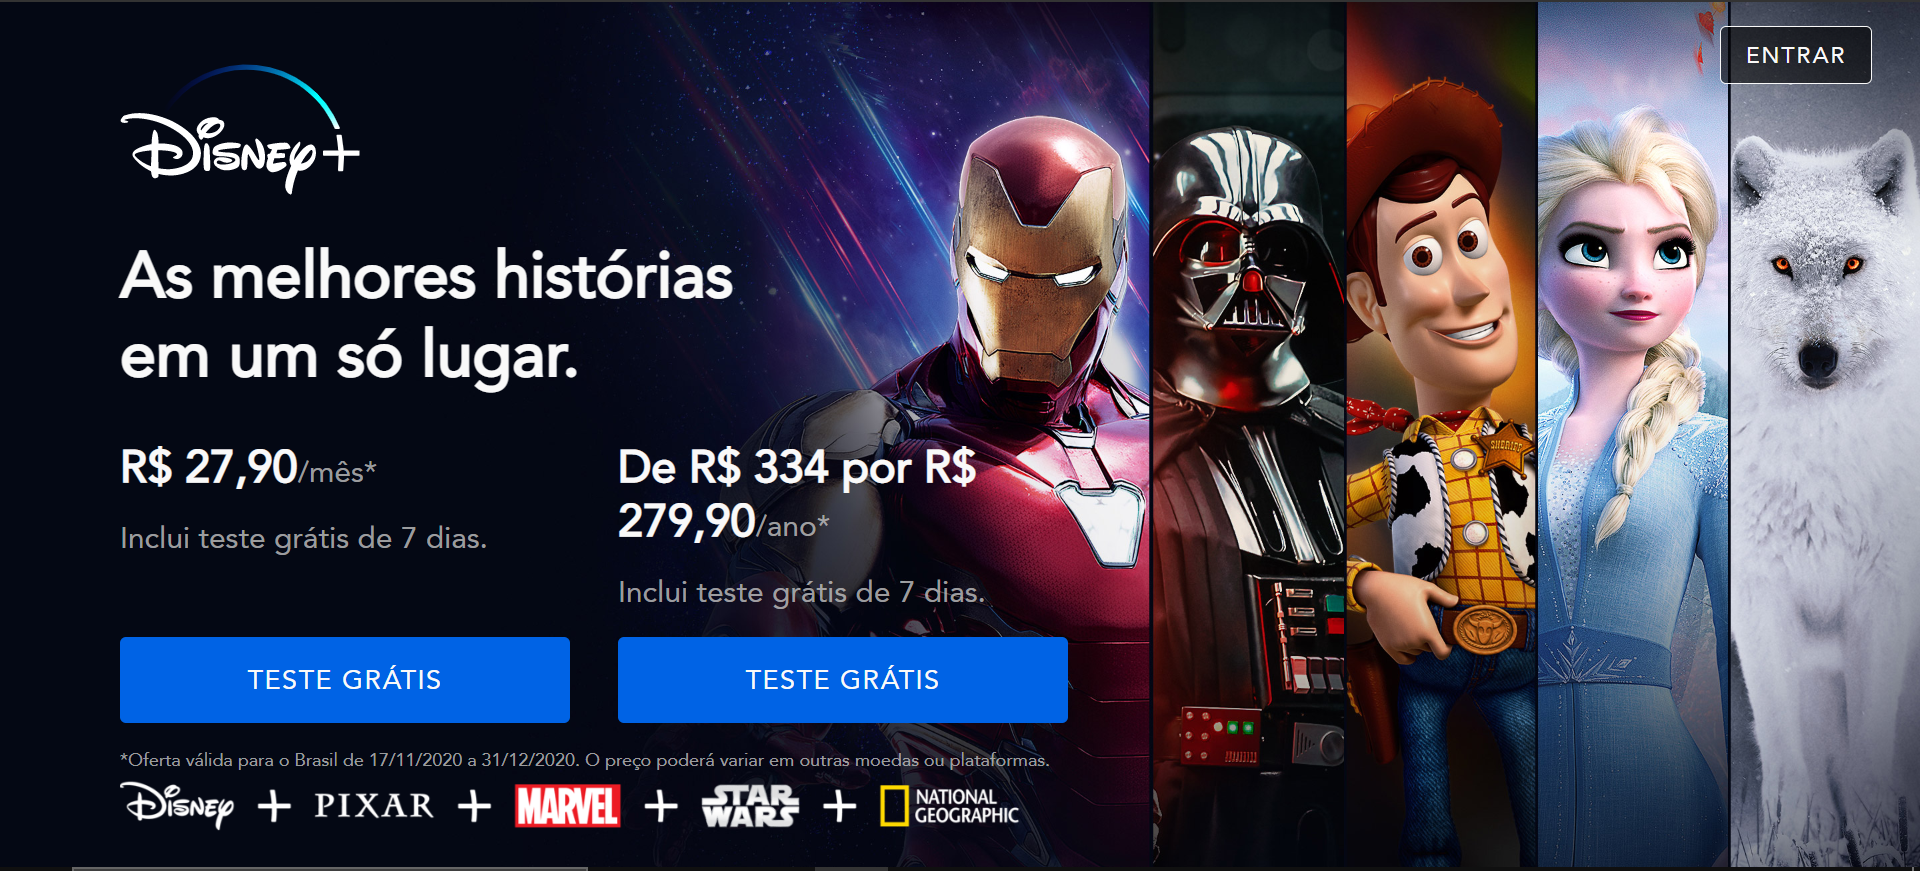 ENTRAR
Disney+
As melhores histórias
em um só lugar.
R$ 27,90/mês*
Inclui teste grátis de 7 dias.
TESTE GRÁTIS
De R$ 334 por R$
279,90/ano*
Inclui teste grátis de 7 dias.
TESTE GRÁTIS
*Oferta válida para o Brasil de 17/11/2020 a 31/12/2020. O preço poderá variar em outras moedas ou plataformas.
Disney + PIXAR + MARVEL + STAR WARS + NATIONAL GEOGRAPHIC
SHERIFF